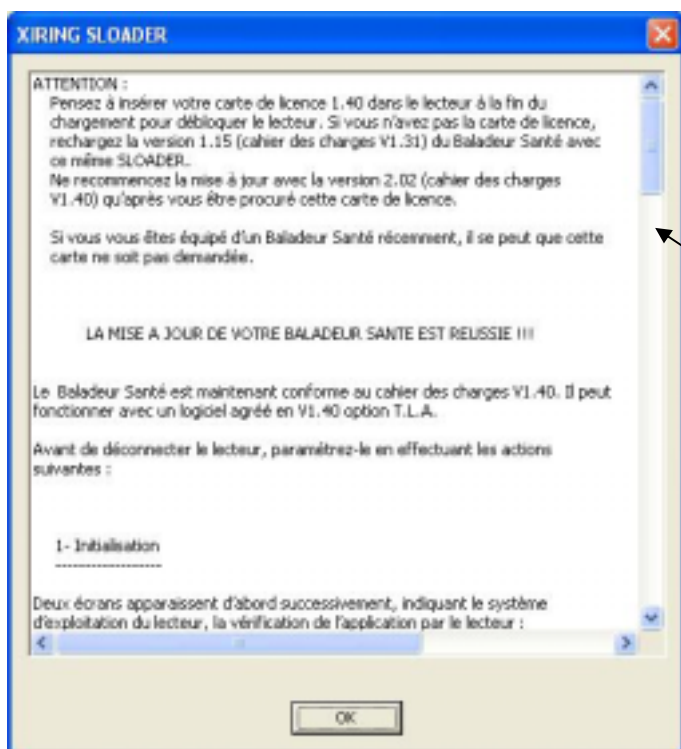 XIRING SLOADER
ATTENTION :
Pensez à insérer votre carte de licence 1.40 dans le lecteur à la fin du
chargement pour débloquer le lecteur. Si vous n'avez pas la carte de licence,
rechargez la version 1.15 (cahier des charges V1.31) du Baladeur Santé avec
ce même SLOADER.
Ne recommencez la mise à jour avec la version 2.02 (cahier des charges
V1.40) qu'après vous être procuré cette carte de licence.
Si vous vous êtes équipé d'un Baladeur Santé récemment, il se peut que cette
carte ne soit pas demandée.
LA MISE A JOUR DE VOTRE BALADEUR SANTE EST REUSSIE !!!
Le Baladeur Santé est maintenant conforme au cahier des charges V1.40. Il peut
fonctionner avec un logiciel agréé en V1.40 option T.L.A.
Avant de déconnecter le lecteur, paramétrez-le en effectuant les actions
suivantes :
1- Initialisation
--------------------
Deux écrans apparaissent d'abord successivement, indiquant le système
d'exploitation du lecteur, la vérification de l'application par le lecteur :
OK